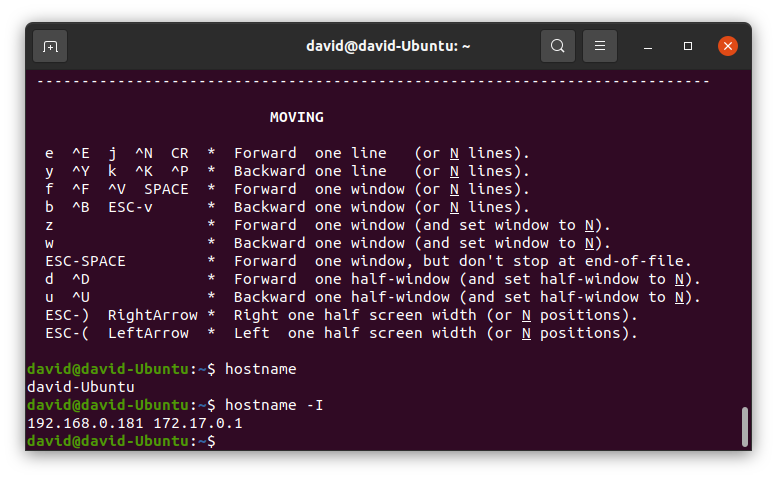 david@david-Ubuntu: ~
---------------------------------------------------------------------------
MOVING
e  ^E  j  ^N  CR  *  Forward  one line   (or N lines).
y  ^Y  k  ^K  ^P  *  Backward one line   (or N lines).
f  ^F  ^V  SPACE  *  Forward  one window (or N lines).
b  ^B  ESC-v      *  Backward one window (or N lines).
z                 *  Forward  one window (and set window to N).
w                 *  Backward one window (and set window to N).
ESC-SPACE         *  Forward  one window, but don't stop at end-of-file.
d  ^D             *  Forward  one half-window (and set half-window to N).
u  ^U             *  Backward one half-window (and set half-window to N).
ESC-)  RightArrow *  Right one half screen width (or N positions).
ESC-(  LeftArrow  *  Left  one half screen width (or N positions).
david@david-Ubuntu:~$ hostname
david-Ubuntu
david@david-Ubuntu:~$ hostname -I
192.168.0.181 172.17.0.1
david@david-Ubuntu:~$